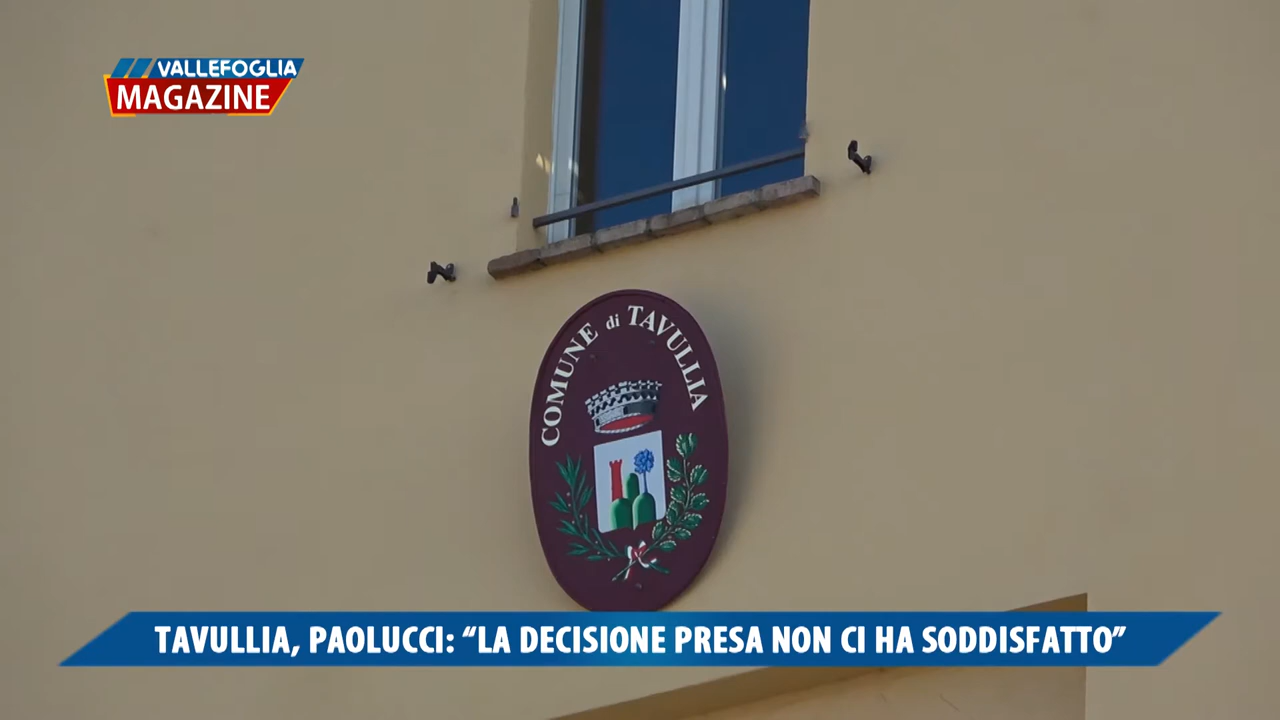 VALLEFOGLIA
MAGAZINE
COMUNE di TAVULLIA
TAVULLIA, PAOLUCCI: “LA DECISIONE PRESA NON CI HA SODDISFATTO”